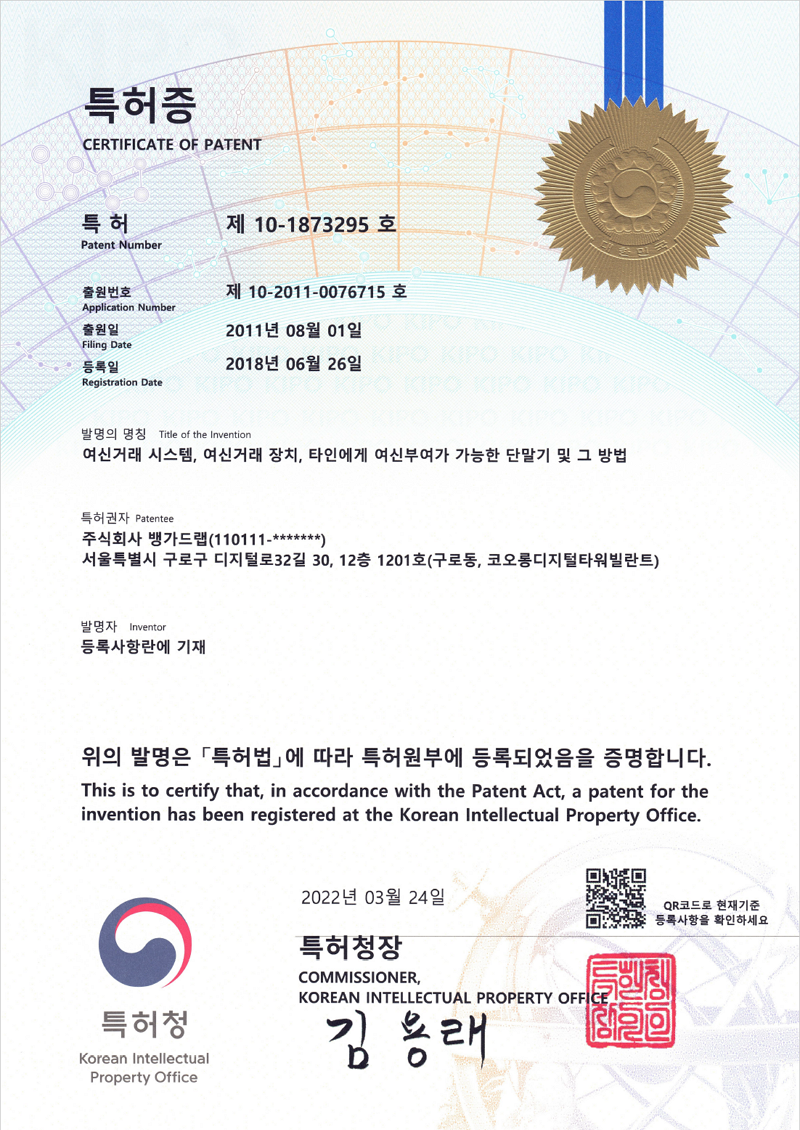 특허증
CERTIFICATE OF PATENT
특 허
Patent Number
제 10-1873295 호
출원번호
Application Number
제 10-2011-0076715 호
출원일
Filing Date
2011년 08월 01일
등록일
Registration Date
2018년 06월 26일
발명의 명칭 Title of the Invention
여신거래 시스템, 여신거래 장치, 타인에게 여신부여가 가능한 단말기 및 그 방법
특허권자 Patentee
주식회사 뱅가드랩(110111-*******)
서울특별시 구로구 디지털로32길 30, 12층 1201호(구로동, 코오롱디지털타워빌란트)
발명자 Inventor
등록사항란에 기재
위의 발명은 「특허법」에 따라 특허원부에 등록되었음을 증명합니다.
This is to certify that, in accordance with the Patent Act, a patent for the
invention has been registered at the Korean Intellectual Property Office.
2022년 03월 24일
QR코드로 현재기준
등록사항을 확인하세요
특허청장
COMMISSIONER,
KOREAN INTELLECTUAL PROPERTY OFFICE
김용래
특허청
Korean Intellectual
Property Office
KIPO KIPO KIPO KIPO KIPO
대한민국